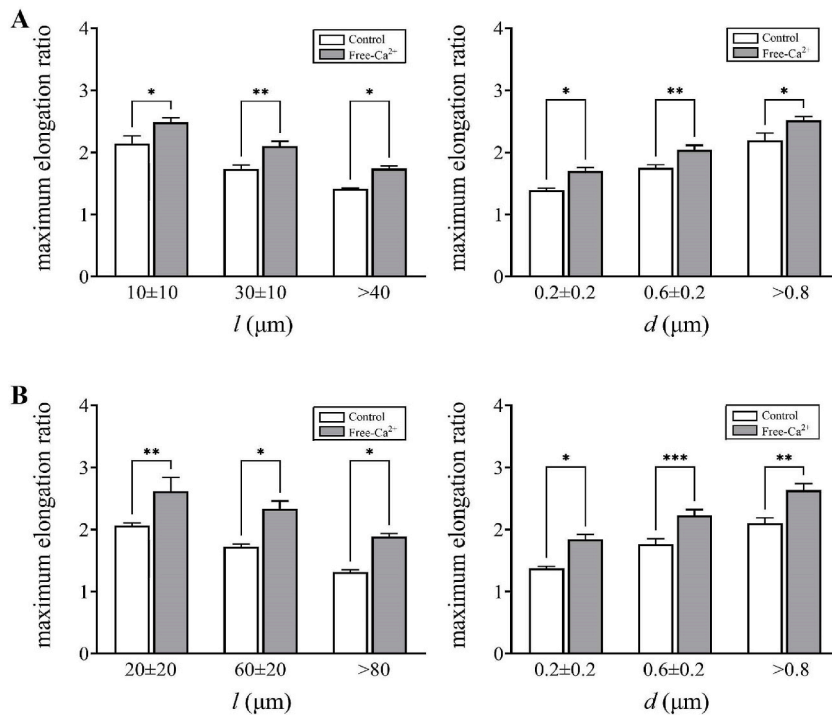 A
maximum elongation ratio
4
3
2
1
0
Control
Free-Ca²⁺
*
**
*
10±10
30±10
>40
l (μm)
maximum elongation ratio
4
3
2
1
0
Control
Free-Ca²⁺
*
**
*
0.2±0.2
0.6±0.2
>0.8
d (μm)
B
maximum elongation ratio
4
3
2
1
0
Control
Free-Ca²⁺
**
*
*
20±20
60±20
>80
l (μm)
maximum elongation ratio
4
3
2
1
0
Control
Free-Ca²⁺
*
***
**
0.2±0.2
0.6±0.2
>0.8
d (μm)